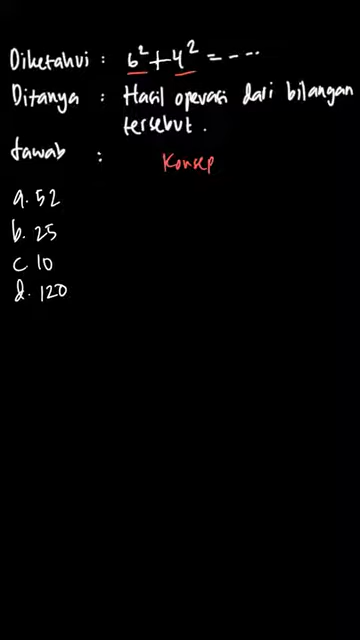 Diketahui : 6² + 4² = - - ...
Ditanya : Hasil operasi dari bilangan
tersebut.
Jawab :
Konsep
a. 52
b. 25
c 10
d. 120